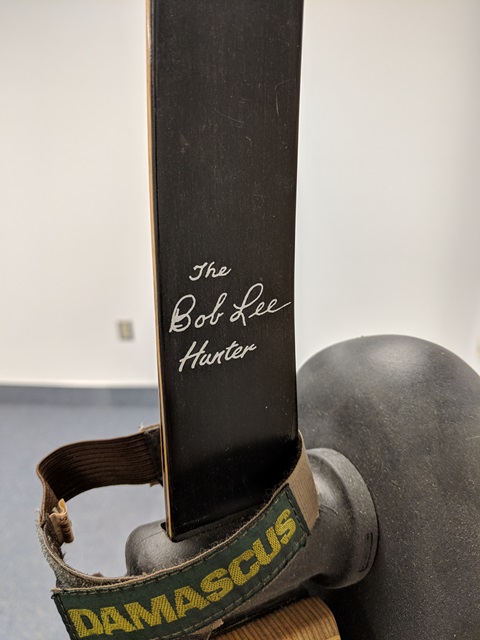 The
Bob Lee
Hunter
DAMASCUS